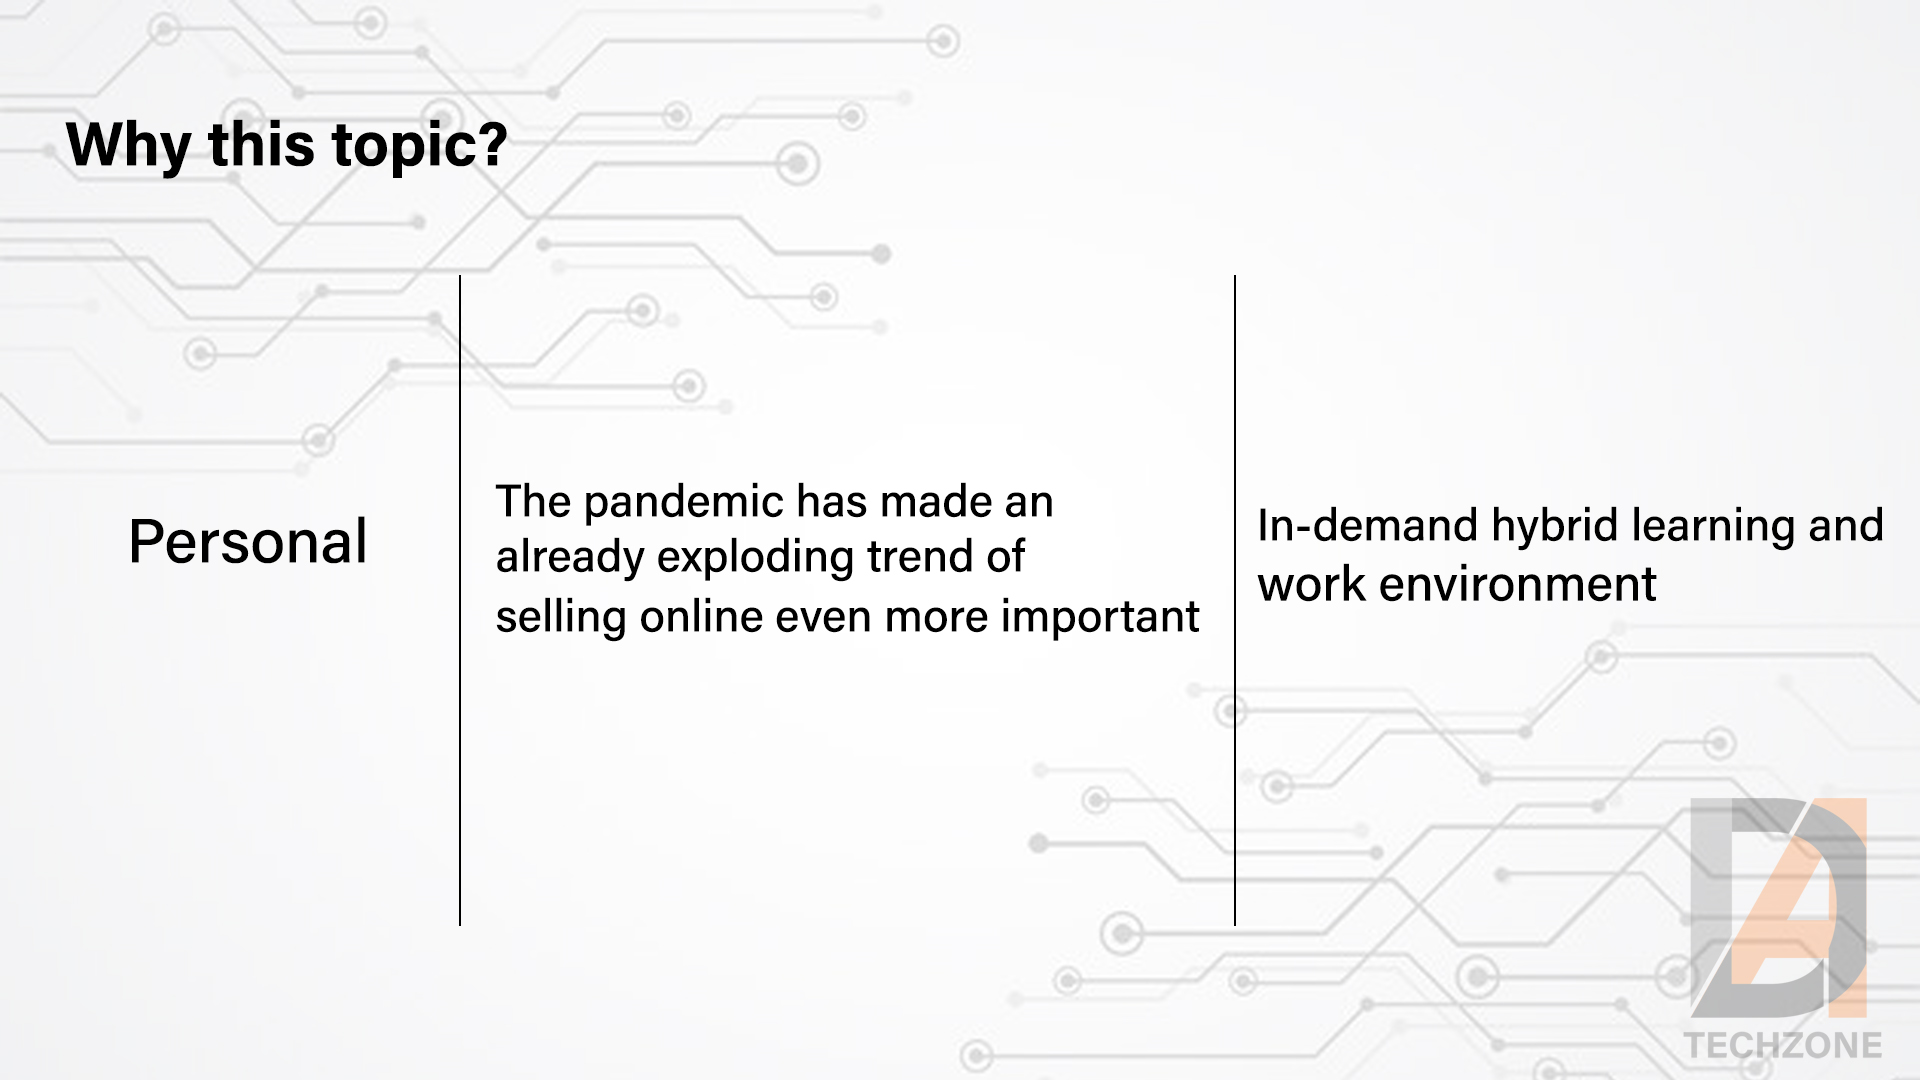 Why this topic?
Personal
The pandemic has made an
already exploding trend of
selling online even more important
In-demand hybrid learning and
work environment
DA
TECHZONE